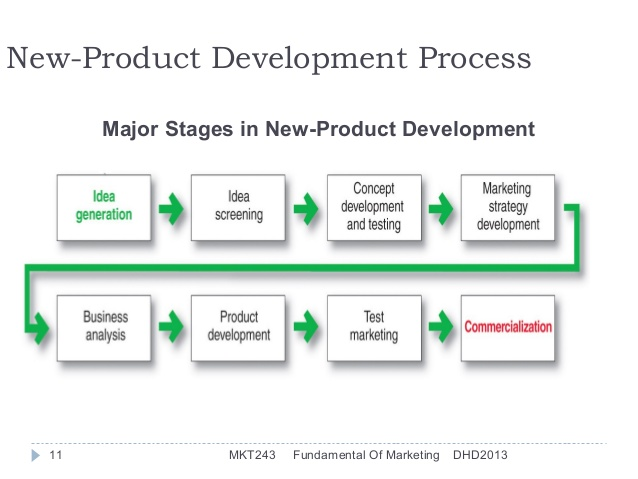 New-Product Development Process
Major Stages in New-Product Development
Idea
generation
Idea
screening
Concept
development
and testing
Marketing
strategy
development
Business
analysis
Product
development
Test
marketing
Commercialization
11
MKT243 Fundamental Of Marketing DHD2013